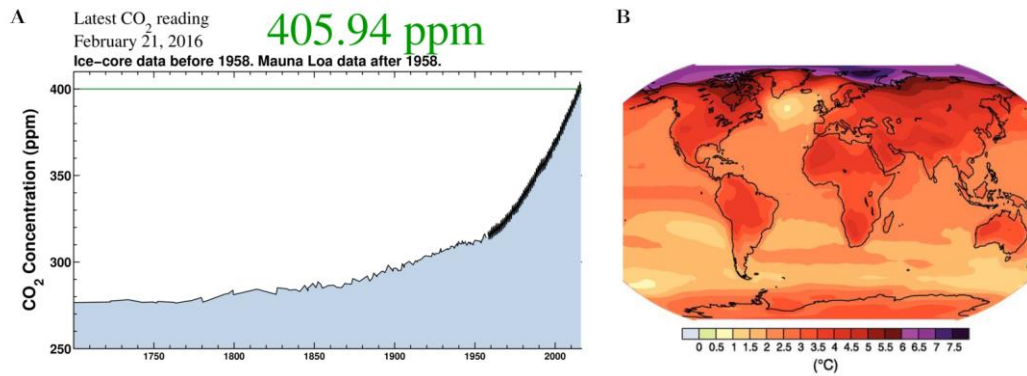 A
Latest CO2 reading
February 21, 2016
405.94 ppm
Ice-core data before 1958. Mauna Loa data after 1958.
CO2 Concentration (ppm)
400
350
300
250
1750 1800 1850 1900 1950 2000
B
0 0.5 1 1.5 2 2.5 3 3.5 4 4.5 5 5.5 6 6.5 7 7.5
(°C)